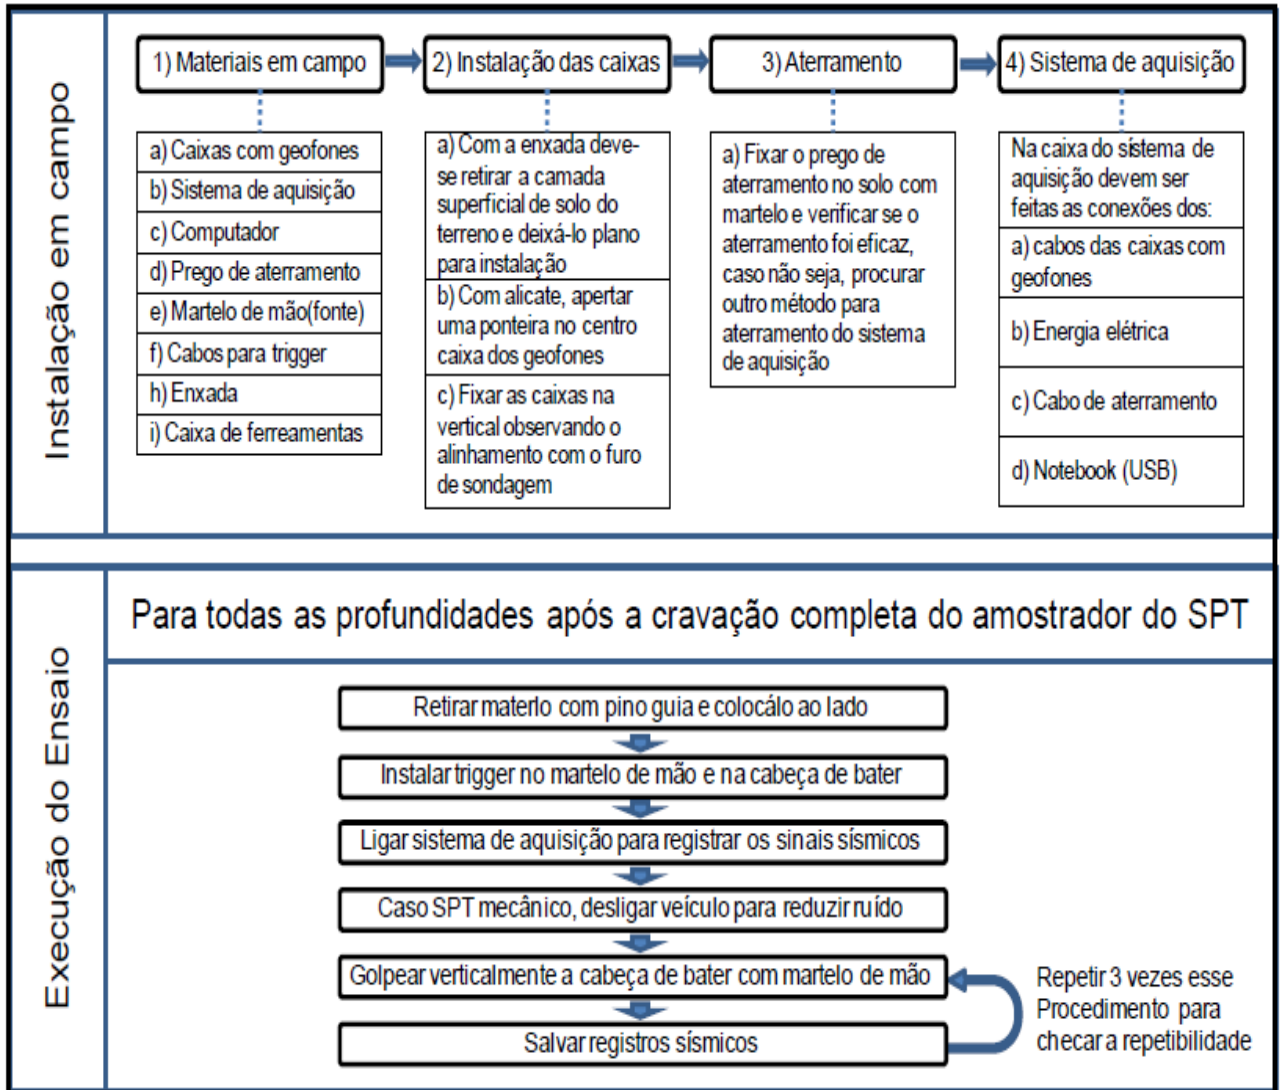 Instalação em campo
1) Materiais em campo
a) Caixas com geofones
b) Sistema de aquisição
c) Computador
d) Prego de aterramento
e) Martelo de mão(fonte)
f) Cabos para trigger
h) Enxada
i) Caixa de ferreamentas
2) Instalação das caixas
a) Com a enxada deve-
se retirar a camada
superficial de solo do
terreno e deixá-lo plano
para instalação
b) Com alicate, apertar
uma ponteira no centro
caixa dos geofones
c) Fixar as caixas na
vertical observando o
alinhamento com o furo
de sondagem
3) Aterramento
a) Fixar o prego de
aterramento no solo com
martelo e verificar se o
aterramento foi eficaz,
caso não seja, procurar
outro método para
aterramento do sistema
de aquisição
4) Sistema de aquisição
Na caixa do sistema de
aquisição devem ser
feitas as conexões dos:
a) cabos das caixas com
geofones
b) Energia elétrica
c) Cabo de aterramento
d) Notebook (USB)
Execução do Ensaio
Para todas as profundidades após a cravação completa do amostrador do SPT
Retirar materlo com pino guia e colocálo ao lado
Instalar trigger no martelo de mão e na cabeça de bater
Ligar sistema de aquisição para registrar os sinais sísmicos
Caso SPT mecânico, desligar veículo para reduzir ruído
Golpear verticalmente a cabeça de bater com martelo de mão
Salvar registros sísmicos
Repetir 3 vezes esse
Procedimento para
checar a repetibilidade